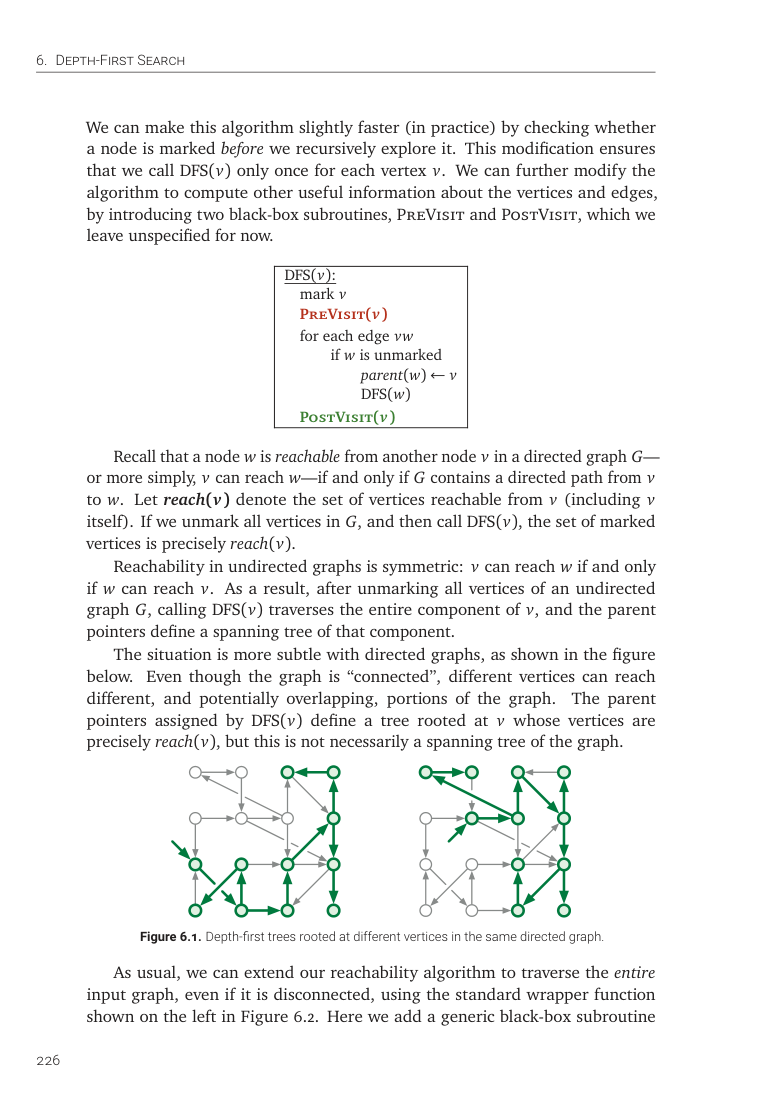 6. Depth-First Search
We can make this algorithm slightly faster (in practice) by checking whether
a node is marked before we recursively explore it. This modification ensures
that we call DFS(v) only once for each vertex v. We can further modify the
algorithm to compute other useful information about the vertices and edges,
by introducing two black-box subroutines, PreVisit and PostVisit, which we
leave unspecified for now.
DFS(v):
mark v
PreVisit(v)
for each edge vw
if w is unmarked
parent(w) ← v
DFS(w)
PostVisit(v)
Recall that a node w is reachable from another node v in a directed graph G—
or more simply, v can reach w—if and only if G contains a directed path from v
to w. Let reach(v) denote the set of vertices reachable from v (including v
itself). If we unmark all vertices in G, and then call DFS(v), the set of marked
vertices is precisely reach(v).
Reachability in undirected graphs is symmetric: v can reach w if and only
if w can reach v. As a result, after unmarking all vertices of an undirected
graph G, calling DFS(v) traverses the entire component of v, and the parent
pointers define a spanning tree of that component.
The situation is more subtle with directed graphs, as shown in the figure
below. Even though the graph is “connected”, different vertices can reach
different, and potentially overlapping, portions of the graph. The parent
pointers assigned by DFS(v) define a tree rooted at v whose vertices are
precisely reach(v), but this is not necessarily a spanning tree of the graph.
Figure 6.1. Depth-first trees rooted at different vertices in the same directed graph.
As usual, we can extend our reachability algorithm to traverse the entire
input graph, even if it is disconnected, using the standard wrapper function
shown on the left in Figure 6.2. Here we add a generic black-box subroutine
226